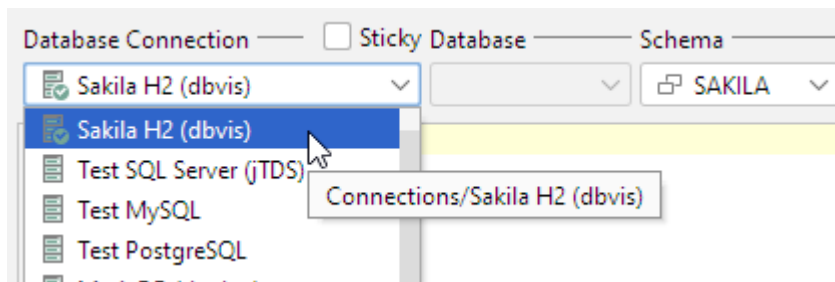 Database Connection Sticky Database Schema
Sakila H2 (dbvis) SAKILA
Sakila H2 (dbvis)
Test SQL Server (jTDS)
Connections/Sakila H2 (dbvis)
Test MySQL
Test PostgreSQL